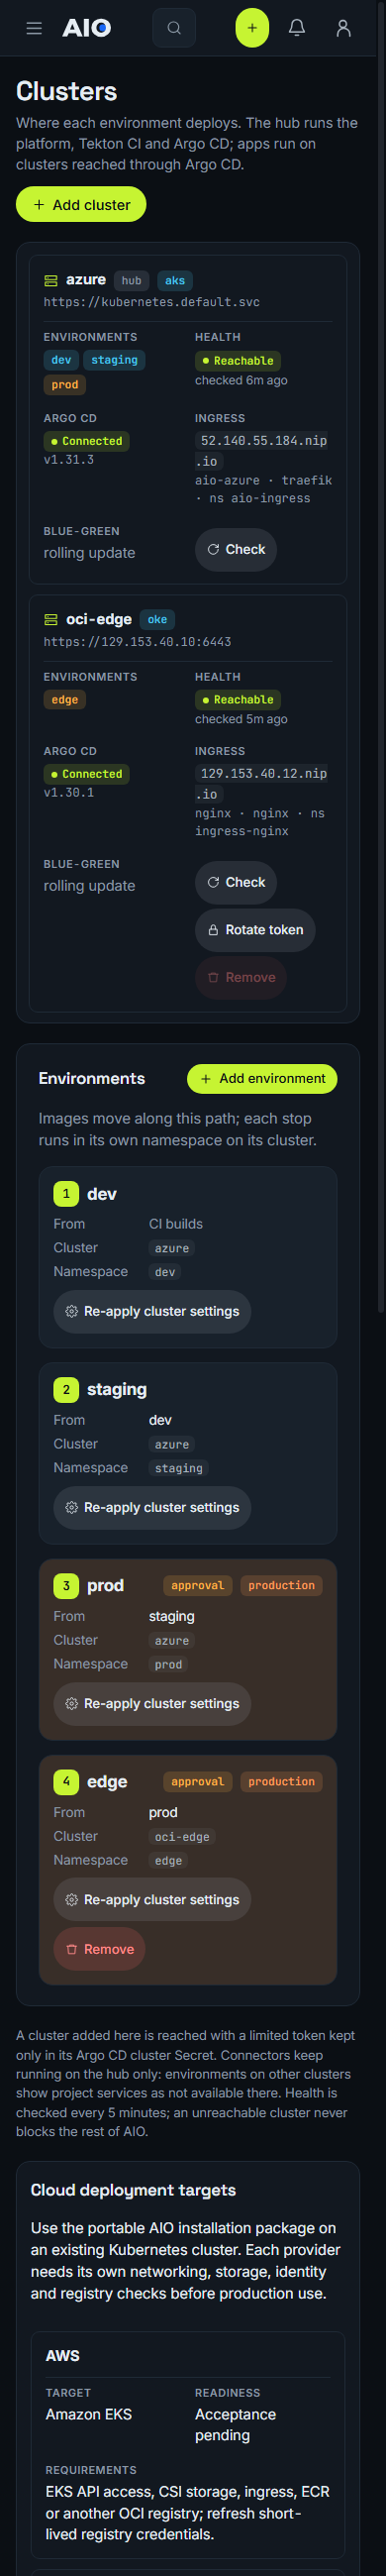 AIO
Clusters
Where each environment deploys. The hub runs the
platform, Tekton CI and Argo CD; apps run on
clusters reached through Argo CD.
+ Add cluster
azure hub aks
https://kubernetes.default.svc
ENVIRONMENTS
dev staging
prod
HEALTH
Reachable
checked 6m ago
ARGO CD
Connected
v1.31.3
INGRESS
52.140.55.184.nip
.io
aio-azure · traefik
· ns aio-ingress
BLUE-GREEN
rolling update
Check
oci-edge oke
https://129.153.40.10:6443
ENVIRONMENTS
edge
HEALTH
Reachable
checked 5m ago
ARGO CD
Connected
v1.30.1
INGRESS
129.153.40.12.nip
.io
nginx · nginx · ns
ingress-nginx
BLUE-GREEN
rolling update
Check
Rotate token
Remove
Environments
+ Add environment
Images move along this path; each stop
runs in its own namespace on its cluster.
1 dev
From CI builds
Cluster azure
Namespace dev
Re-apply cluster settings
2 staging
From dev
Cluster azure
Namespace staging
Re-apply cluster settings
3 prod approval production
From staging
Cluster azure
Namespace prod
Re-apply cluster settings
4 edge approval production
From prod
Cluster oci-edge
Namespace edge
Re-apply cluster settings
Remove
A cluster added here is reached with a limited token kept
only in its Argo CD cluster Secret. Connectors keep
running on the hub only: environments on other clusters
show project services as not available there. Health is
checked every 5 minutes; an unreachable cluster never
blocks the rest of AIO.
Cloud deployment targets
Use the portable AIO installation package on
an existing Kubernetes cluster. Each provider
needs its own networking, storage, identity
and registry checks before production use.
AWS
TARGET
Amazon EKS
READINESS
Acceptance
pending
REQUIREMENTS
EKS API access, CSI storage, ingress, ECR
or another OCI registry; refresh short-
lived registry credentials.